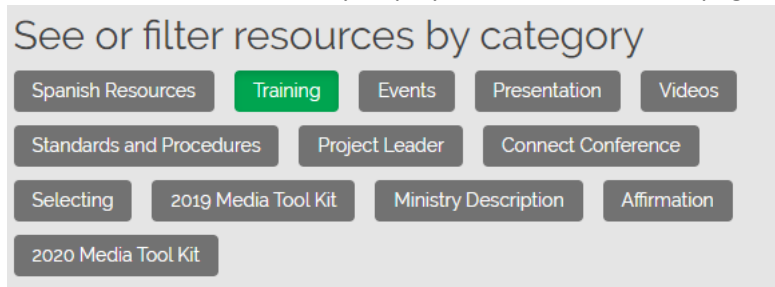 See or filter resources by category
Spanish Resources Training Events Presentation Videos
Standards and Procedures Project Leader Connect Conference
Selecting 2019 Media Tool Kit Ministry Description Affirmation
2020 Media Tool Kit